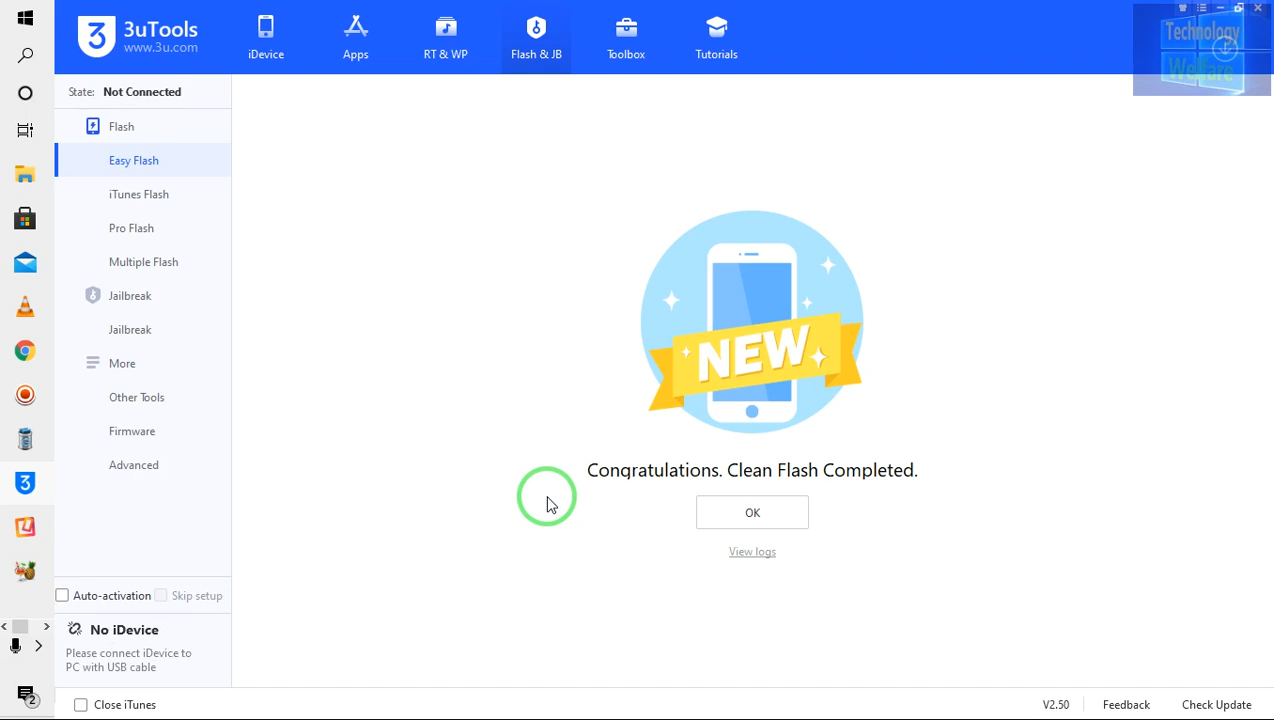 3 3uTools
www.3u.com
iDevice
Apps
RT & WP
Flash & JB
Toolbox
Tutorials
Technology
Welfare
State: Not Connected
Flash
Easy Flash
iTunes Flash
Pro Flash
Multiple Flash
Jailbreak
Jailbreak
More
Other Tools
Firmware
Advanced
NEW
Congratulations. Clean Flash Completed.
OK
View logs
Auto-activation Skip setup
No iDevice
Please connect iDevice to
PC with USB cable
2
Close iTunes
V2.50
Feedback
Check Update